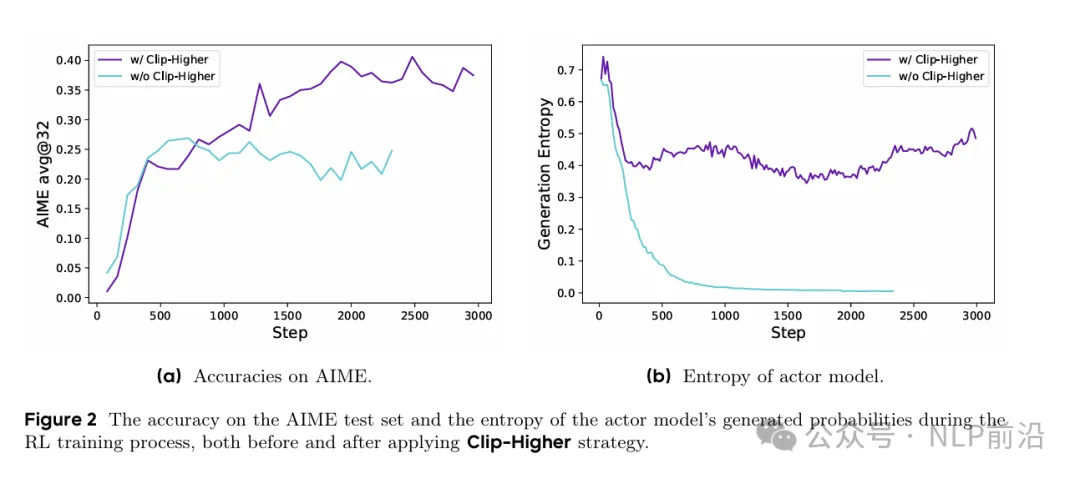 w/ Clip-Higher
w/o Clip-Higher
AIME avg@32
0.40
0.35
0.30
0.25
0.20
0.15
0.10
0.05
0.00
0 500 1000 1500 2000 2500 3000
Step
(a) Accuracies on AIME.
w/ Clip-Higher
w/o Clip-Higher
Generation Entropy
0.7
0.6
0.5
0.4
0.3
0.2
0.1
0.0
0 500 1000 1500 2000 2500 3000
Step
(b) Entropy of actor model.
Figure 2 The accuracy on the AIME test set and the entropy of the actor model's generated probabilities during the
RL training process, both before and after applying Clip-Higher strategy.
公众号 · NLP前沿